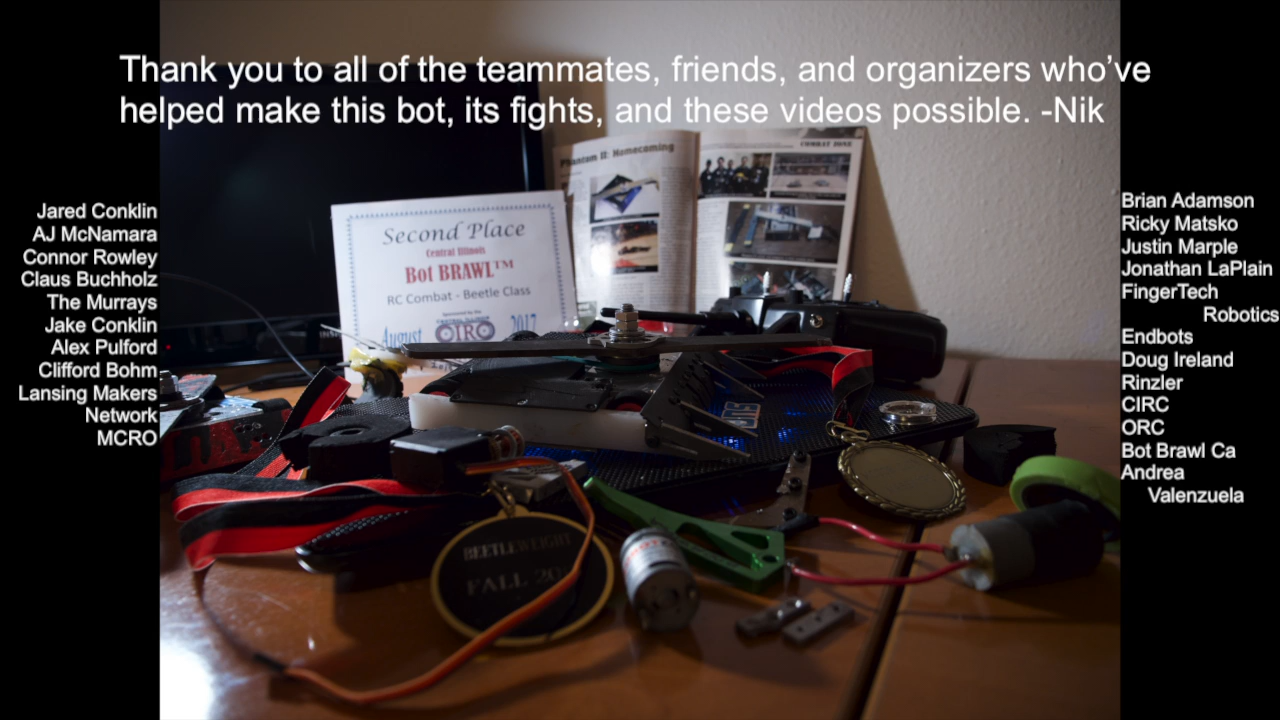 Thank you to all of the teammates, friends, and organizers who've
helped make this bot, its fights, and these videos possible. -Nik
Jared Conklin
AJ McNamara
Connor Rowley
Claus Buchholz
The Murrays
Jake Conklin
Alex Pulford
Clifford Bohm
Lansing Makers
Network
MCRO
Second Place
Central Illinois
Bot BRAWL™
RC Combat - Beetle Class
Sponsored by the
August CIRO 2017
Phantom II: Homecoming
COMBAT ZONE
BEETLEWEIGHT
FALL
Brian Adamson
Ricky Matsko
Justin Marple
Jonathan LaPlain
FingerTech
Robotics
Endbots
Doug Ireland
Rinzler
CIRC
ORC
Bot Brawl Ca
Andrea
Valenzuela